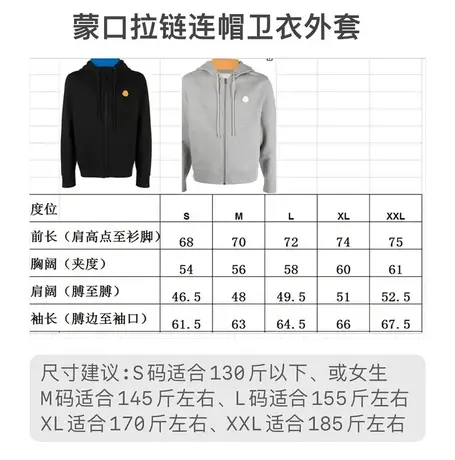 蒙口拉链连帽卫衣外套
度位 S M L XL XXL
前长（肩高点至衫脚） 68 70 72 74 75
胸阔（夹度） 54 56 58 60 61
肩阔（膊至膊） 46.5 48 49.5 51 52.5
袖长（膊边至袖口） 61.5 63 64.5 66 67.5
尺寸建议:S码适合130斤以下、或女生
M码适合145斤左右、L码适合155斤左右
XL适合170斤左右、XXL适合185斤左右